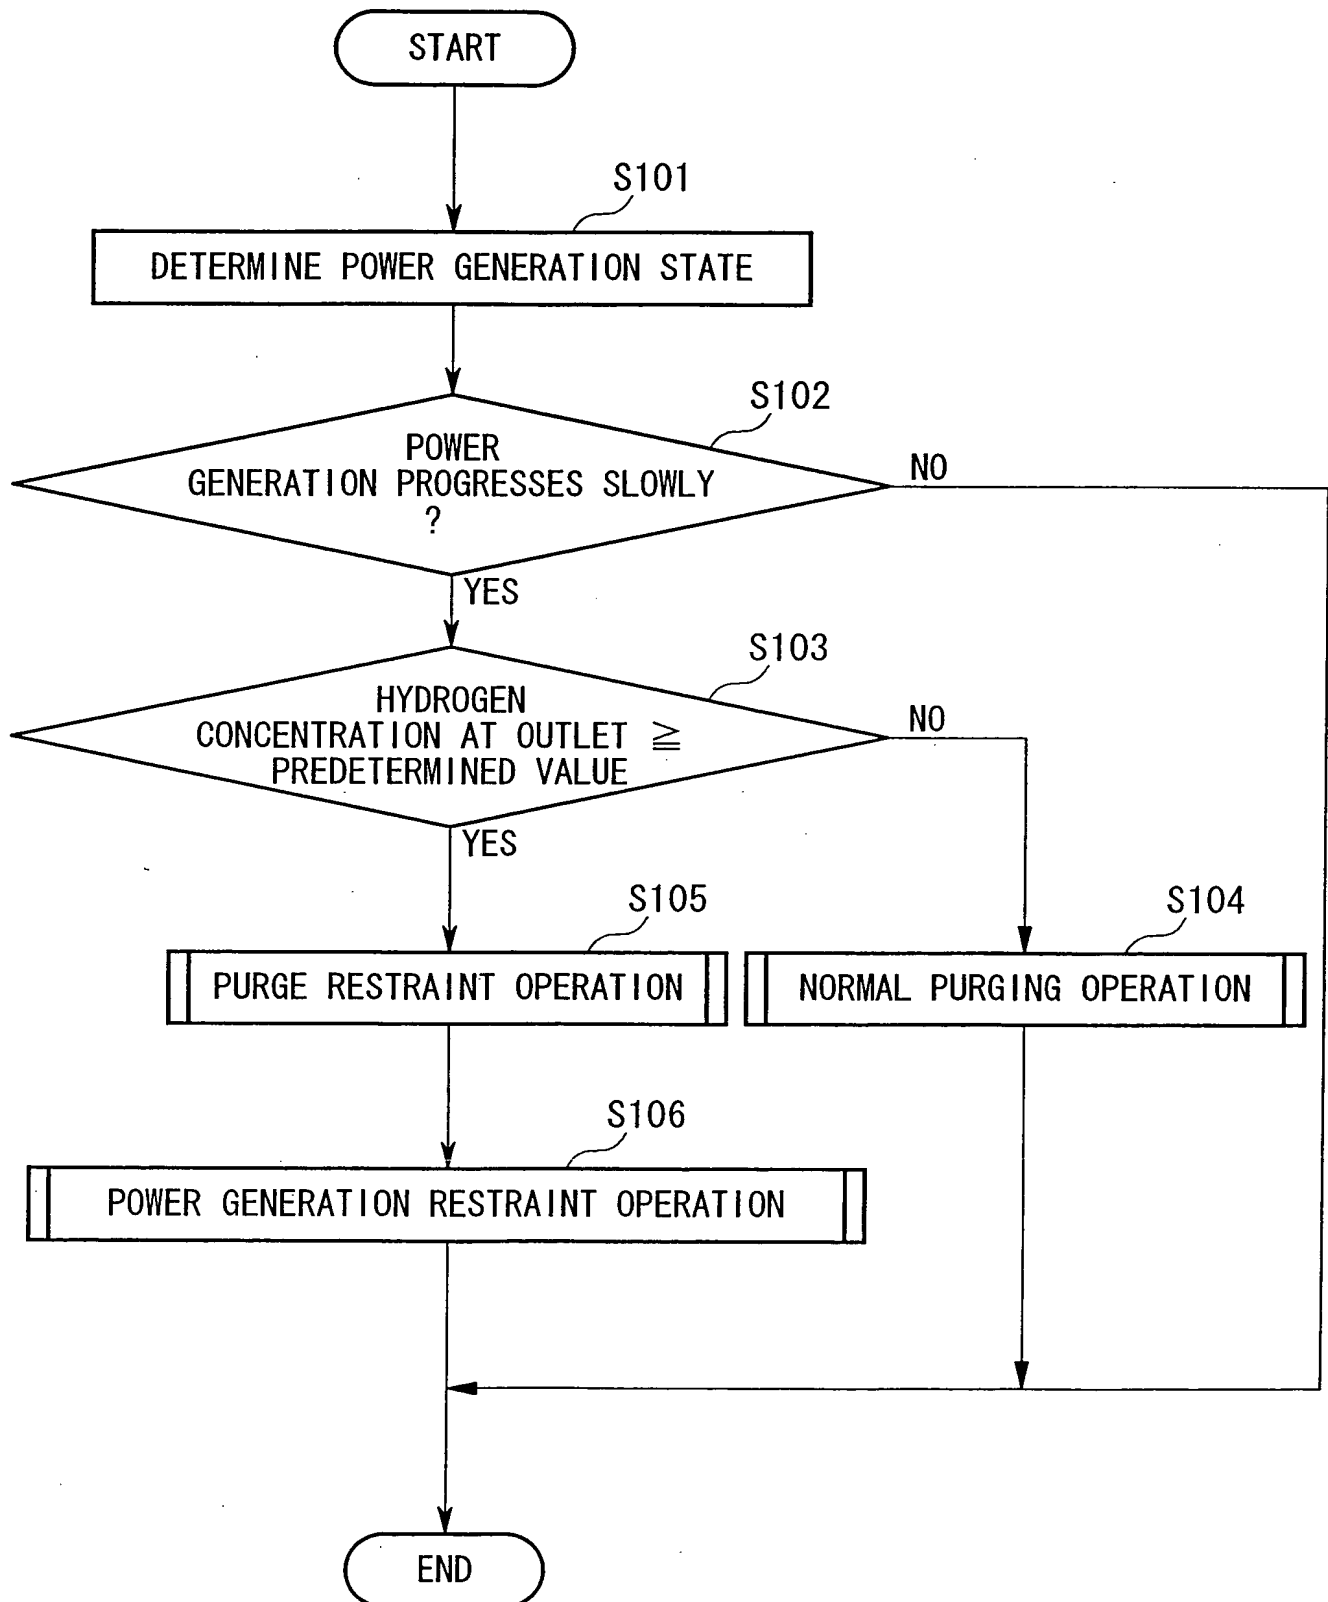 START
S101
DETERMINE POWER GENERATION STATE
S102
POWER
GENERATION PROGRESSES SLOWLY
?
NO
YES
S103
HYDROGEN
CONCENTRATION AT OUTLET ≧
PREDETERMINED VALUE
NO
YES
S105
S104
PURGE RESTRAINT OPERATION
NORMAL PURGING OPERATION
S106
POWER GENERATION RESTRAINT OPERATION
END